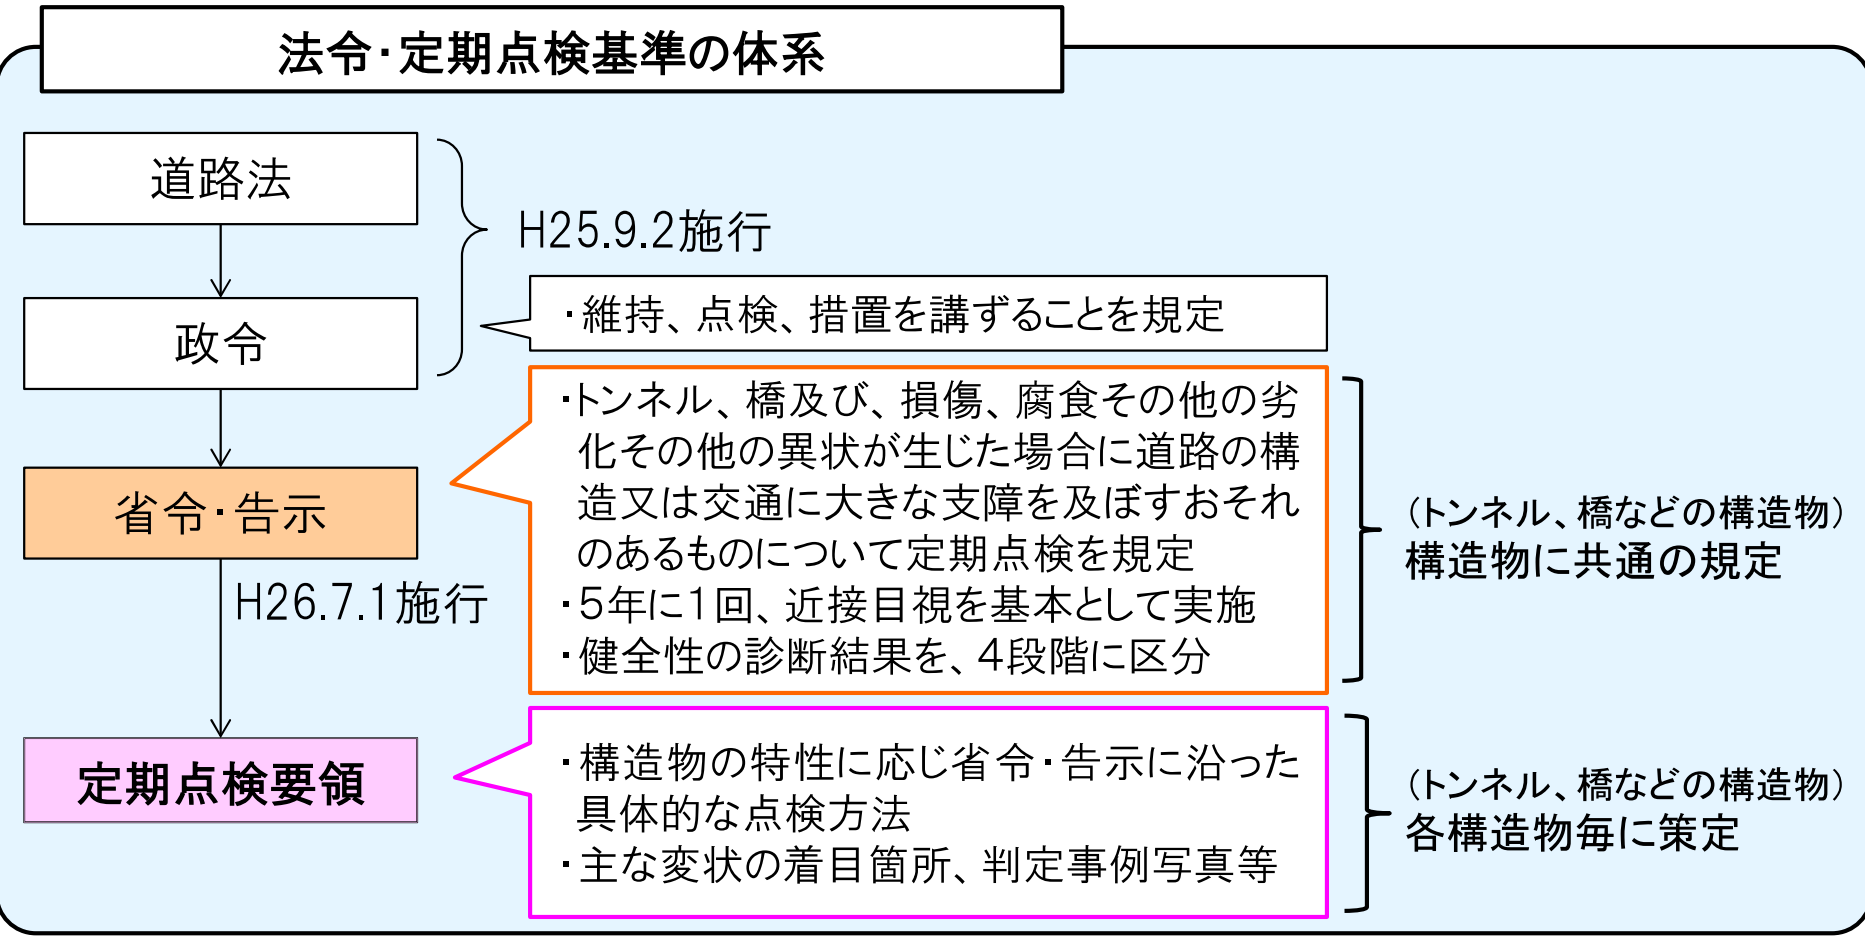 法令・定期点検基準の体系
道路法
H25.9.2施行
政令
・維持、点検、措置を講ずることを規定
省令・告示
・トンネル、橋及び、損傷、腐食その他の劣
化その他の異状が生じた場合に道路の構
造又は交通に大きな支障を及ぼすおそれ
のあるものについて定期点検を規定
・5年に1回、近接目視を基本として実施
・健全性の診断結果を、4段階に区分
(トンネル、橋などの構造物)
構造物に共通の規定
H26.7.1施行
定期点検要領
・構造物の特性に応じ省令・告示に沿った
具体的な点検方法
・主な変状の着目箇所、判定事例写真等
(トンネル、橋などの構造物)
各構造物毎に策定